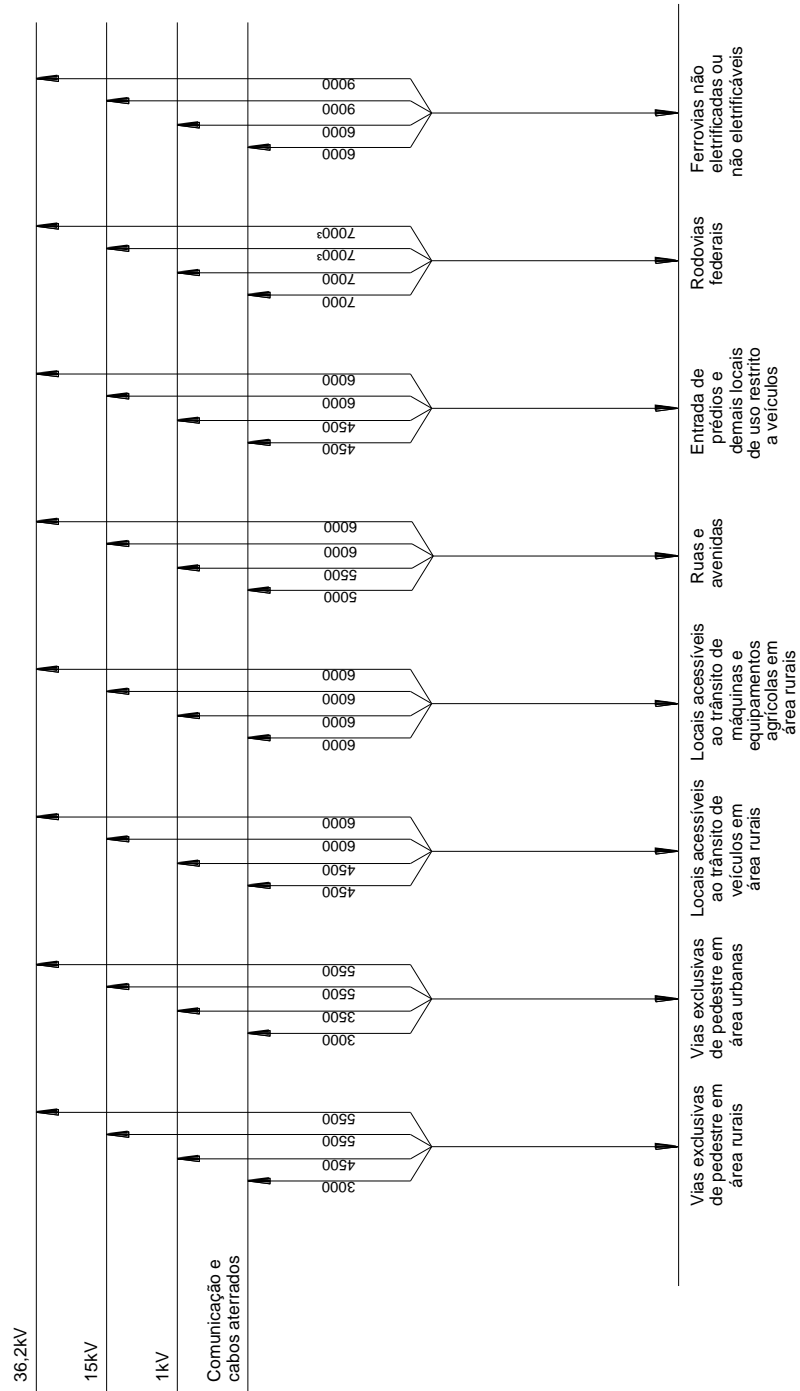 36,2kV
15kV
1kV
Comunicação e
cabos aterrados
5500
5500
4500
3000
Vias exclusivas
de pedestre em
área rurais
5500
5500
3500
3000
Vias exclusivas
de pedestre em
área urbanas
6000
6000
4500
4500
Locais acessíveis
ao trânsito de
veículos em
área rurais
6000
6000
6000
6000
Locais acessíveis
ao trânsito de
máquinas e
equipamentos
agrícolas em
área rurais
6000
6000
5500
5000
Ruas e
avenidas
6000
6000
4500
4500
Entrada de
prédios e
demais locais
de uso restrito
a veículos
7000³
7000³
7000
7000
Rodovias
federais
9000
9000
6000
6000
Ferrovias não
eletrificadas ou
não eletrificáveis